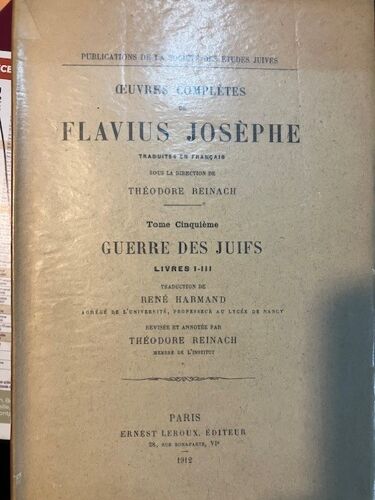 PUBLICATIONS DE LA SOCIÉTÉ DES ÉTUDES JUIVES
ŒUVRES COMPLÈTES
DE
FLAVIUS JOSÈPHE
TRADUITES EN FRANÇAIS
SOUS LA DIRECTION DE
THÉODORE REINACH
Tome Cinquième
GUERRE DES JUIFS
LIVRES I-III
TRADUCTION DE
RENÉ HARMAND
AGRÉGÉ DE L'UNIVERSITÉ, PROFESSEUR AU LYCÉE DE NANCY
REVISÉE ET ANNOTÉE PAR
THÉODORE REINACH
MEMBRE DE L'INSTITUT
PARIS
ERNEST LEROUX, ÉDITEUR
28, RUE BONAPARTE, VIe
1912